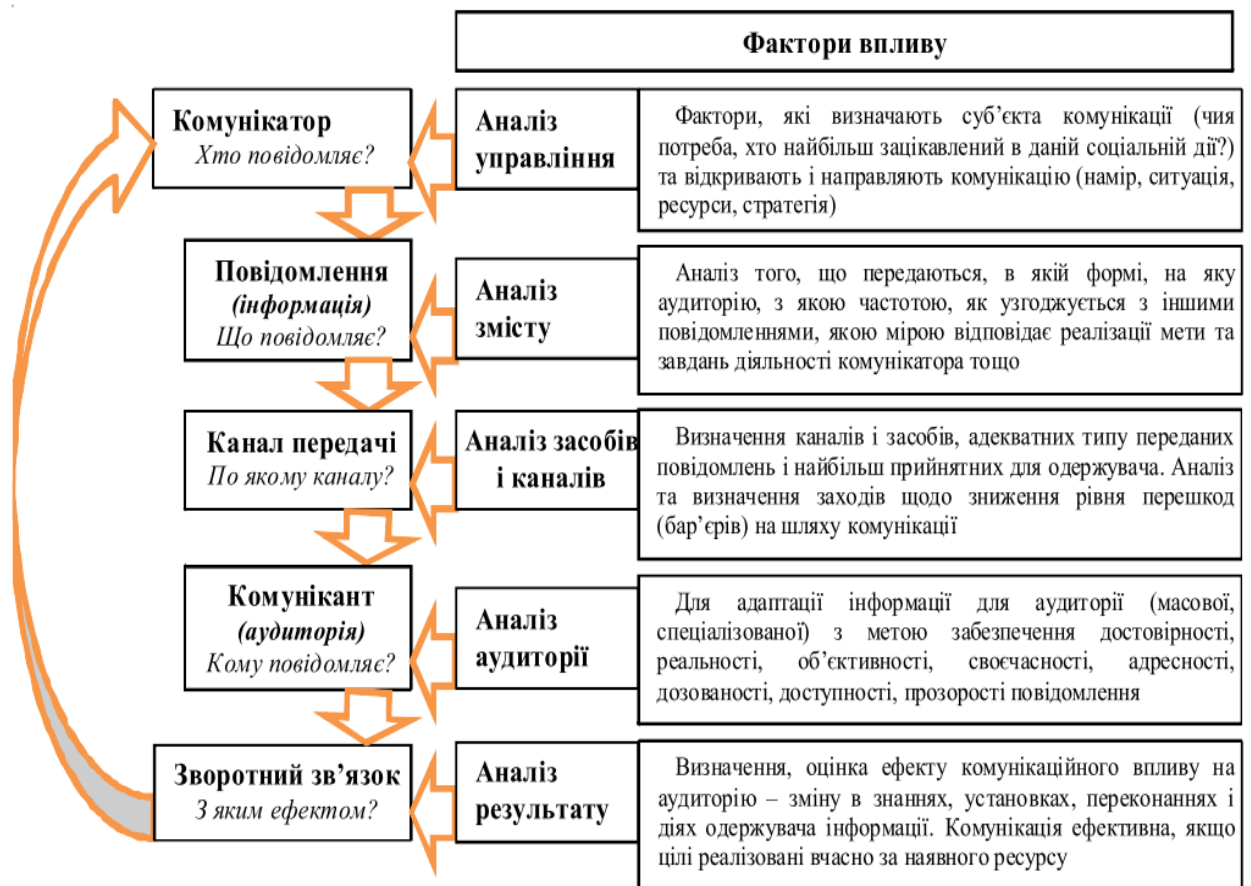 Фактори впливу
Комунікатор
Хто повідомляє?
Аналіз
управління
Фактори, які визначають суб’єкта комунікації (чия
потреба, хто найбільш зацікавлений в даній соціальній дії?)
та відкривають і направляють комунікацію (намір, ситуація,
ресурси, стратегія)
Повідомлення
(інформація)
Що повідомляє?
Аналіз
змісту
Аналіз того, що передаються, в якій формі, на яку
аудиторію, з якою частотою, як узгоджується з іншими
повідомленнями, якою мірою відповідає реалізації мети та
завдань діяльності комунікатора тощо
Канал передачі
По якому каналу?
Аналіз засобів
і каналів
Визначення каналів і засобів, адекватних типу переданих
повідомлень і найбільш прийнятних для одержувача. Аналіз
та визначення заходів щодо зниження рівня перешкод
(бар’єрів) на шляху комунікації
Комунікант
(аудиторія)
Кому повідомляє?
Аналіз
аудиторії
Для адаптації інформації для аудиторії (масової,
спеціалізованої) з метою забезпечення достовірності,
реальності, об’єктивності, своєчасності, адресності,
дозованості, доступності, прозорості повідомлення
Зворотний зв’язок
З яким ефектом?
Аналіз
результату
Визначення, оцінка ефекту комунікаційного впливу на
аудиторію – зміну в знаннях, установках, переконаннях і
діях одержувача інформації. Комунікація ефективна, якщо
цілі реалізовані вчасно за наявного ресурсу